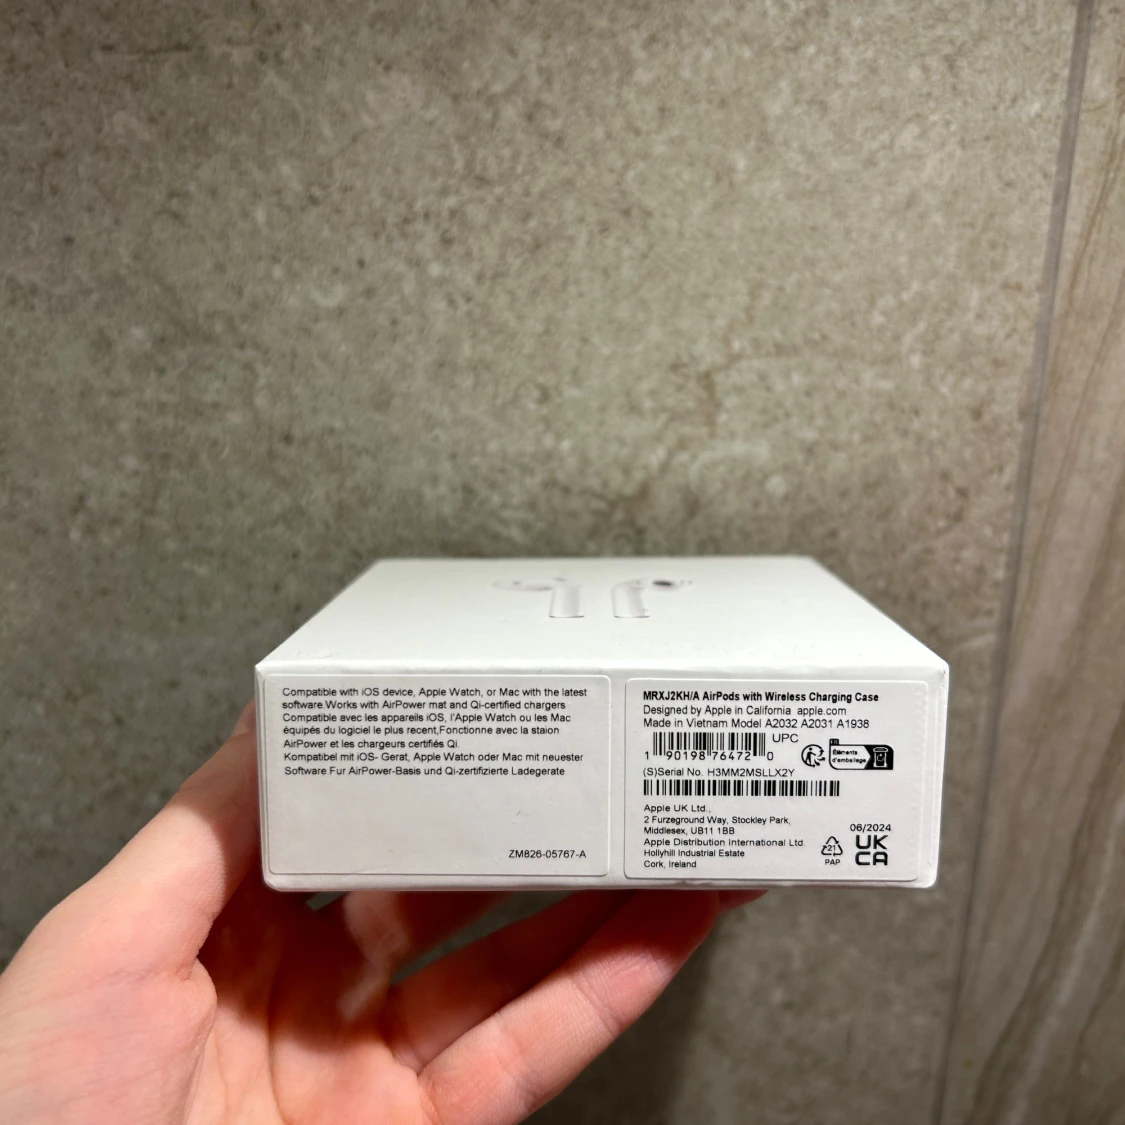 Compatible with iOS device, Apple Watch, or Mac with the latest
software.Works with AirPower mat and Qi-certified chargers
Compatible avec les appareils iOS, l'Apple Watch ou les Mac
équipés du logiciel le plus recent,Fonctionne avec la staion
AirPower et les chargeurs certifiés Qi.
Kompatibel mit iOS- Gerat, Apple Watch oder Mac mit neuester
Software Fur AirPower-Basis und Qi-zertifizierte Ladegerate
ZM826-05767-A
MRXJ2KH/A AirPods with Wireless Charging Case
Designed by Apple in California apple.com
Made in Vietnam Model A2032 A2031 A1938
UPC
1 90198 76472 0
FR
Éléments
d'emballage
(S)Serial No. H3MM2MSLLX2Y
Apple UK Ltd.,
2 Furzeground Way, Stockley Park,
Middlesex, UB11 1BB
Apple Distribution International Ltd
Hollyhill Industrial Estate
Cork, Ireland
21
PAP
06/2024
UK
CA